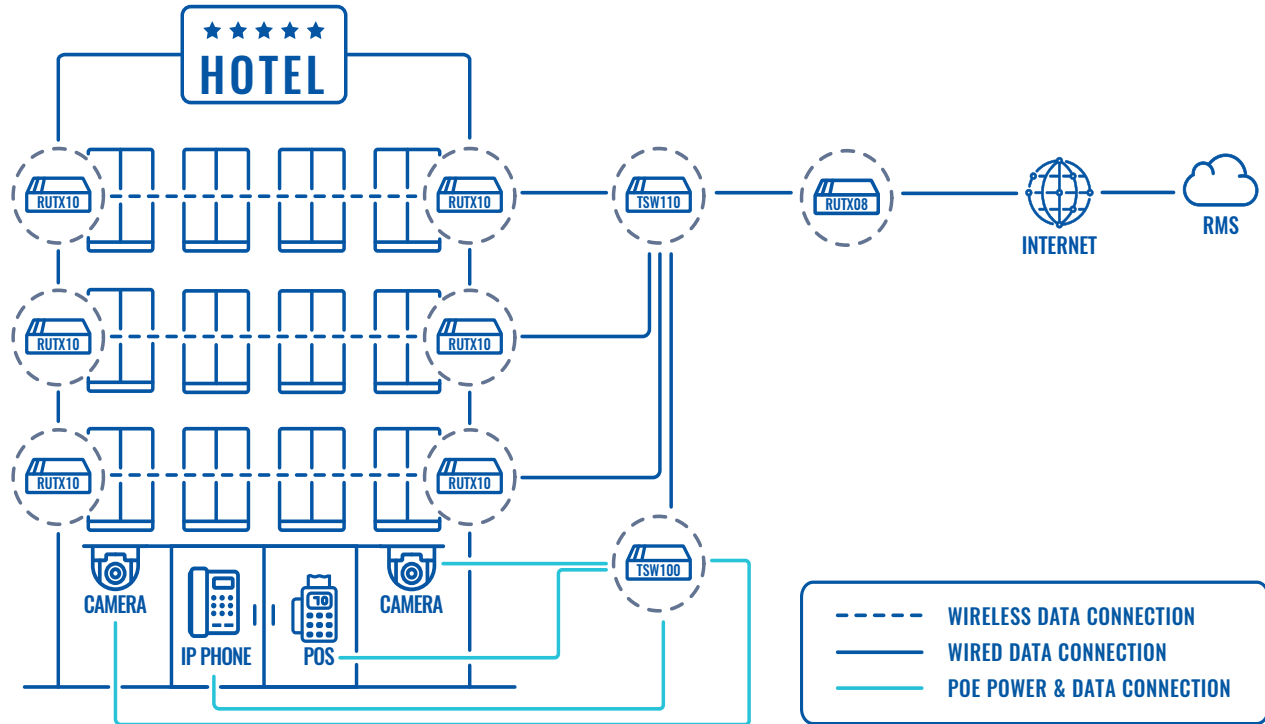 HOTEL
RUTX10
RUTX10
TSW110
RUTX08
INTERNET
RMS
RUTX10
RUTX10
RUTX10
RUTX10
TSW100
CAMERA
IP PHONE
POS
CAMERA
WIRELESS DATA CONNECTION
WIRED DATA CONNECTION
POE POWER & DATA CONNECTION